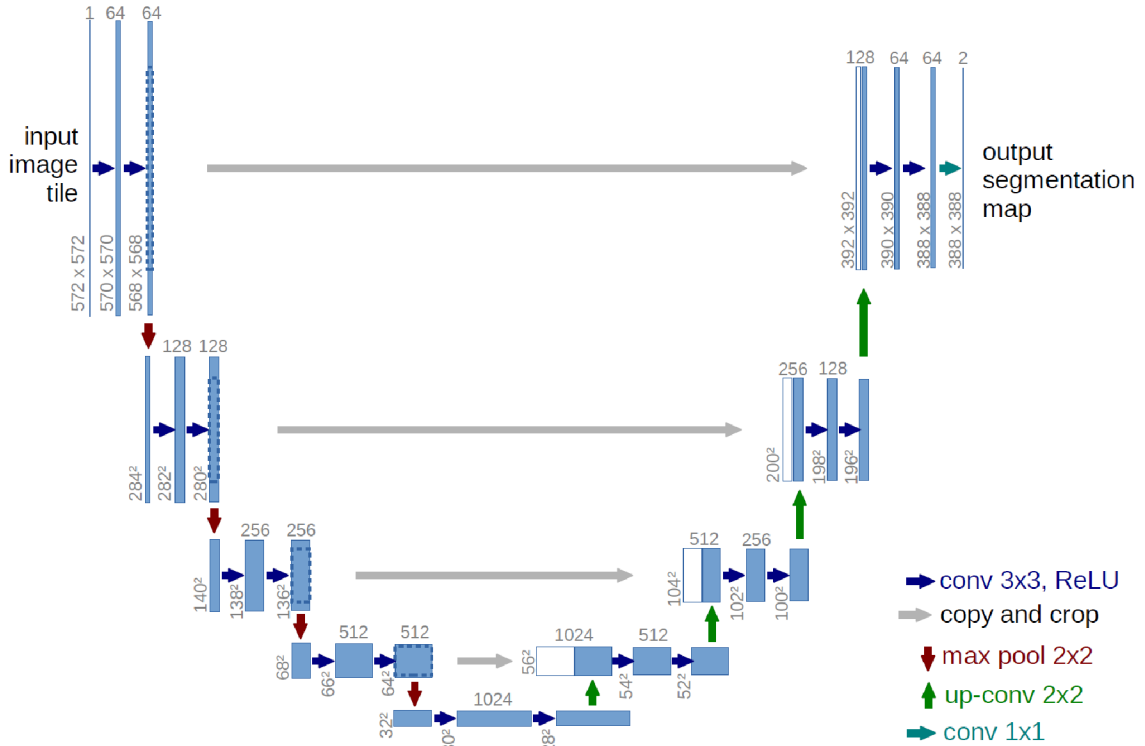 1 64 64
128 64 64 2
input
image
tile
output
segmentation
map
572 x 572
570 x 570
568 x 568
392 x 392
390 x 390
388 x 388
388 x 388
128 128
256 128
284²
282²
280²
200²
198²
196²
256 256
512 256
140²
138²
136²
104²
102²
100²
512 512
1024 512
68²
66²
64²
56²
54²
52²
1024
32²
conv 3x3, ReLU
copy and crop
max pool 2x2
up-conv 2x2
conv 1x1